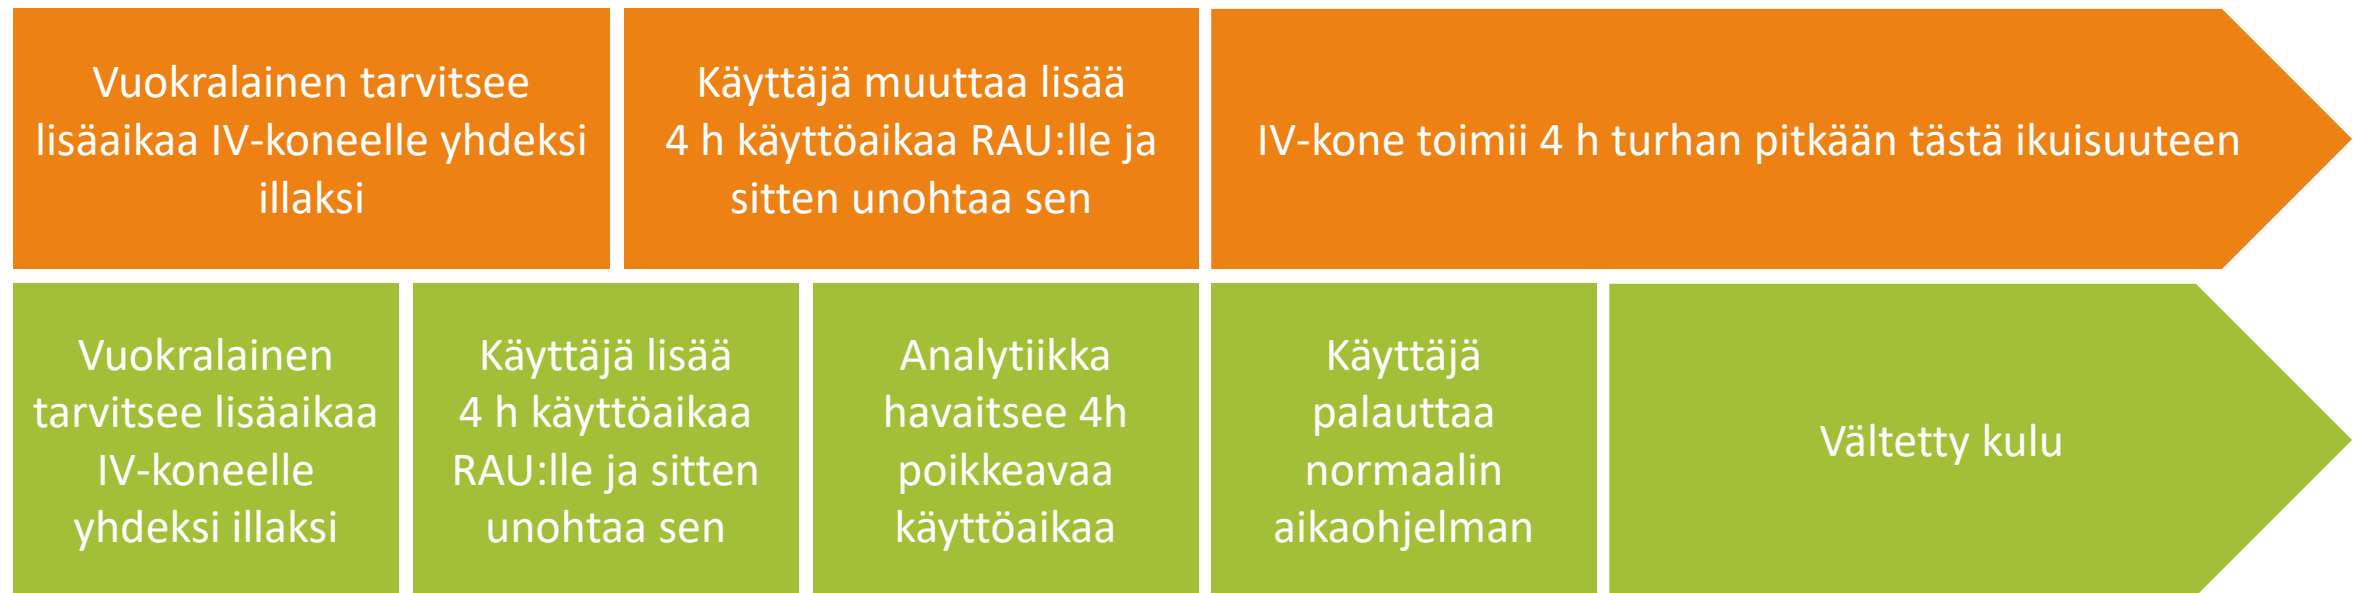 Vuokralainen tarvitsee
lisäaikaa IV-koneelle yhdeksi
illaksi
Käyttäjä muuttaa lisää
4 h käyttöaikaa RAU:lle ja
sitten unohtaa sen
IV-kone toimii 4 h turhan pitkään tästä ikuisuuteen
Vuokralainen
tarvitsee lisäaikaa
IV-koneelle
yhdeksi illaksi
Käyttäjä lisää
4 h käyttöaikaa
RAU:lle ja sitten
unohtaa sen
Analytiikka
havaitsee 4h
poikkeavaa
käyttöaikaa
Käyttäjä
palauttaa
normaalin
aikaohjelman
Vältetty kulu